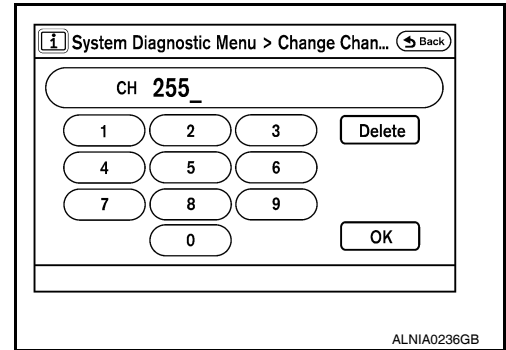 i System Diagnostic Menu > Change Chan... Back
CH 255_
1 2 3 Delete
4 5 6
7 8 9
0 OK
ALNIA0236GB